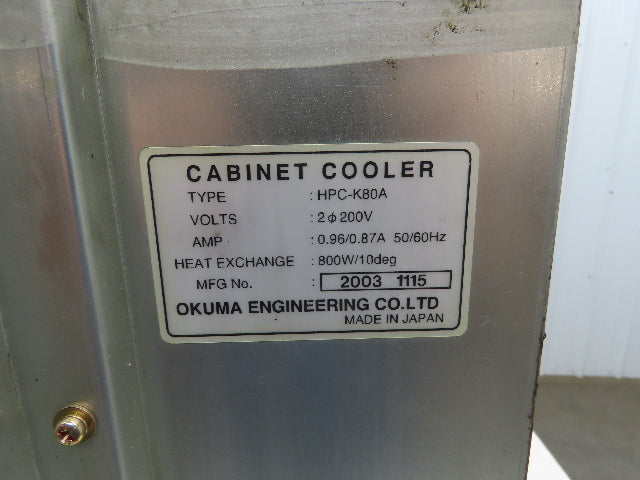 CABINET COOLER
TYPE : HPC-K80A
VOLTS : 2φ200V
AMP : 0.96/0.87A 50/60Hz
HEAT EXCHANGE : 800W/10deg
MFG No. : 2003 1115
OKUMA ENGINEERING CO.LTD
MADE IN JAPAN